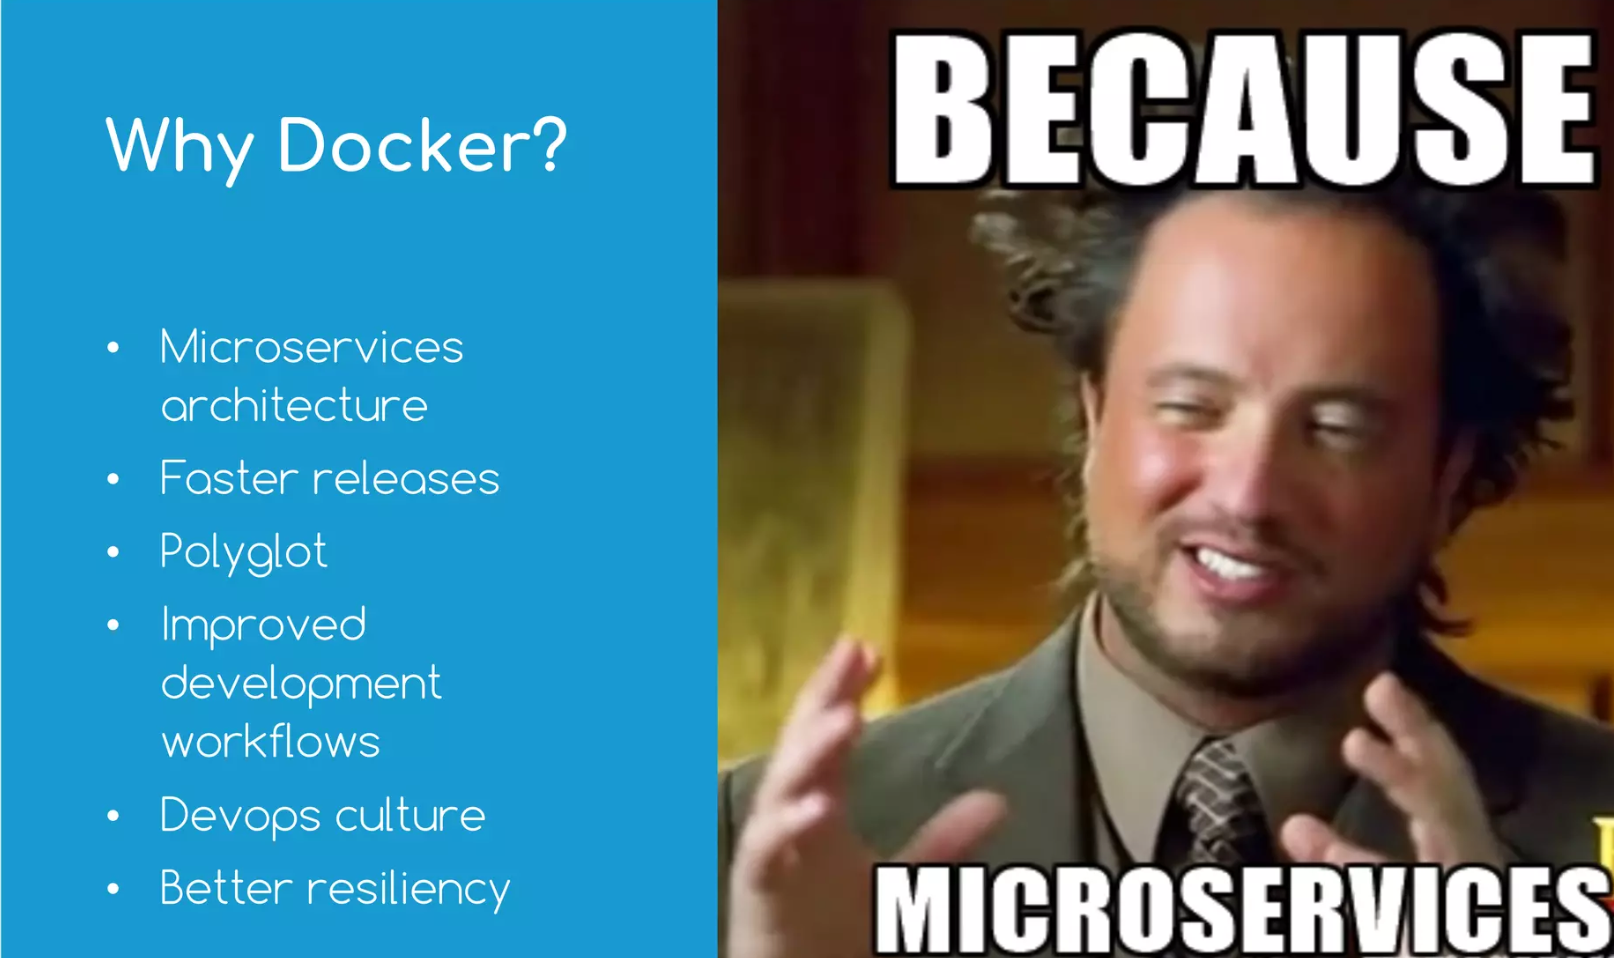 Why Docker?
• Microservices
architecture
• Faster releases
• Polyglot
• Improved
development
workflows
• Devops culture
• Better resiliency
BECAUSE
MICROSERVICES